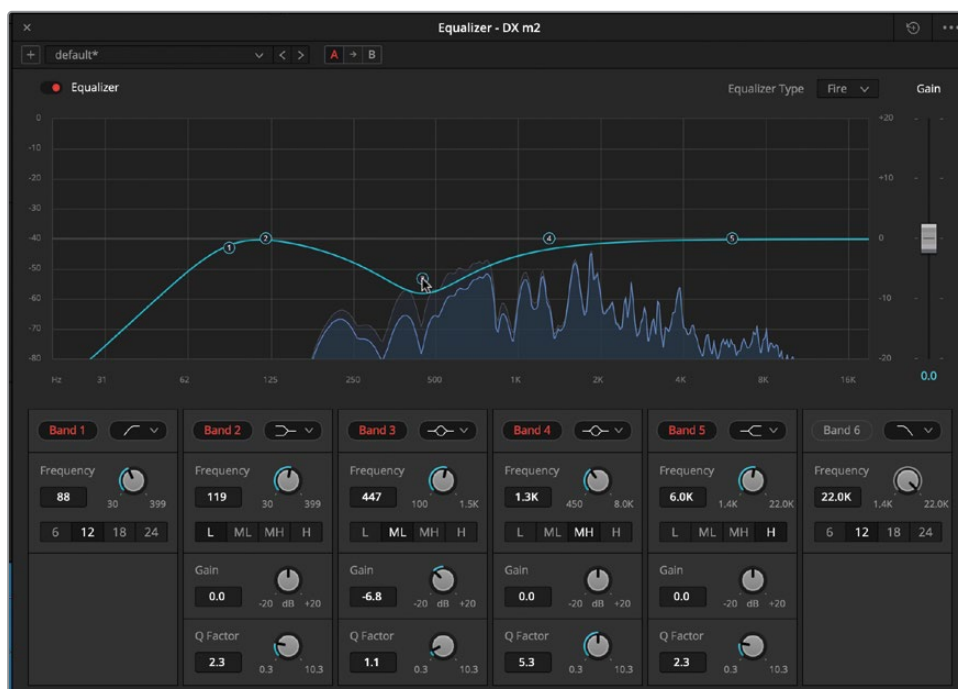 Equalizer - DX m2
default*
A B
Equalizer Equalizer Type Fire Gain
0 +20
-10
-20 +10
-30
-40 1 2 4 5 0
-50
-60 -10
-70
-80 -20
Hz 31 62 125 250 500 1K 2K 4K 8K 16K 0.0
Band 1 Band 2 Band 3 Band 4 Band 5 Band 6
Frequency Frequency Frequency Frequency Frequency Frequency
88 30 399 119 30 399 447 100 1.5K 1.3K 450 8.0K 6.0K 1.4K 22.0K 22.0K 1.4K 22.0K
6 12 18 24 L ML MH H L ML MH H L ML MH H L ML MH H 6 12 18 24
Gain Gain Gain Gain
0.0 -20 dB +20 -6.8 -20 dB +20 0.0 -20 dB +20 0.0 -20 dB +20
Q Factor Q Factor Q Factor Q Factor
2.3 0.3 10.3 1.1 0.3 10.3 5.3 0.3 10.3 2.3 0.3 10.3